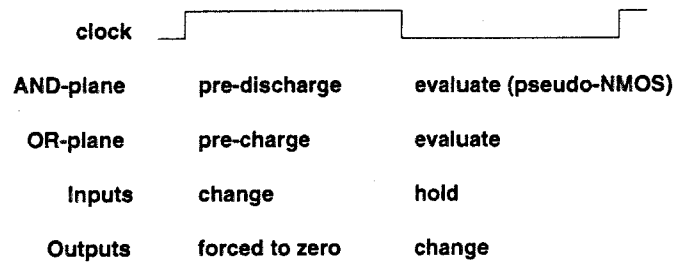 clock
AND-plane pre-discharge evaluate (pseudo-NMOS)
OR-plane pre-charge evaluate
Inputs change hold
Outputs forced to zero change